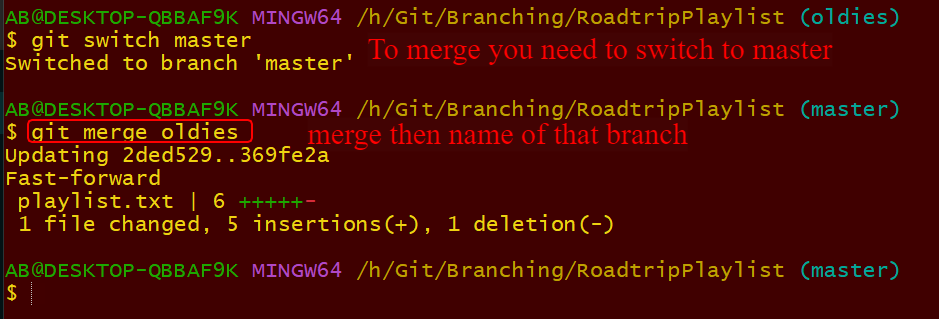 AB@DESKTOP-QBBAF9K MINGW64 /h/Git/Branching/RoadtripPlaylist (oldies)
$ git switch master
To merge you need to switch to master
Switched to branch 'master'
AB@DESKTOP-QBBAF9K MINGW64 /h/Git/Branching/RoadtripPlaylist (master)
$ git merge oldies
merge then name of that branch
Updating 2ded529..369fe2a
Fast-forward
 playlist.txt | 6 +++++-
 1 file changed, 5 insertions(+), 1 deletion(-)
AB@DESKTOP-QBBAF9K MINGW64 /h/Git/Branching/RoadtripPlaylist (master)
$